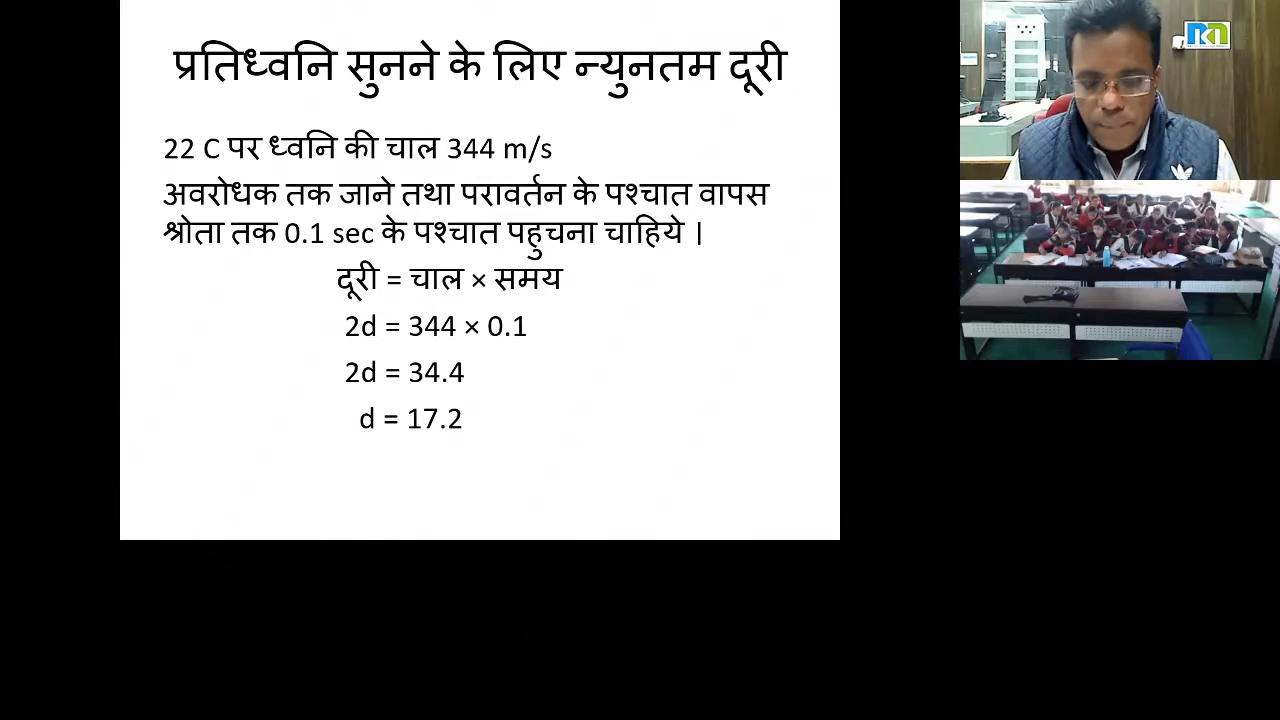 प्रतिध्वनि सुनने के लिए न्युनतम दूरी
22 C पर ध्वनि की चाल 344 m/s
अवरोधक तक जाने तथा परावर्तन के पश्चात वापस
श्रोता तक 0.1 sec के पश्चात पहुचना चाहिये ।
दूरी = चाल × समय
2d = 344 × 0.1
2d = 34.4
d = 17.2